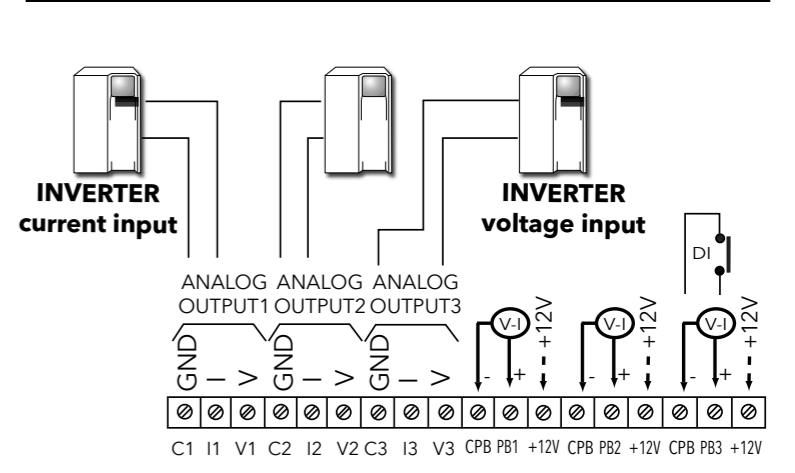 INVERTER
current input
INVERTER
voltage input
DI
ANALOG ANALOG ANALOG
OUTPUT1 OUTPUT2 OUTPUT3
GND I V GND I V GND I V
V-I +12V V-I +12V V-I +12V
- + - + - +
C1 I1 V1 C2 I2 V2 C3 I3 V3 CPB PB1 +12V CPB PB2 +12V CPB PB3 +12V